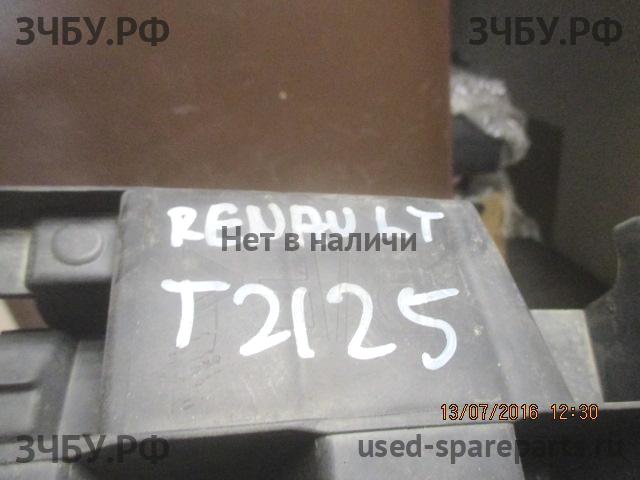 ЗЧБУ.РФ ЗЧБУ.РФ
RENAULT
Нет в наличи
T2125
13/07/2016 12:30
ЗЧБУ.РФ used-spareparts.ru